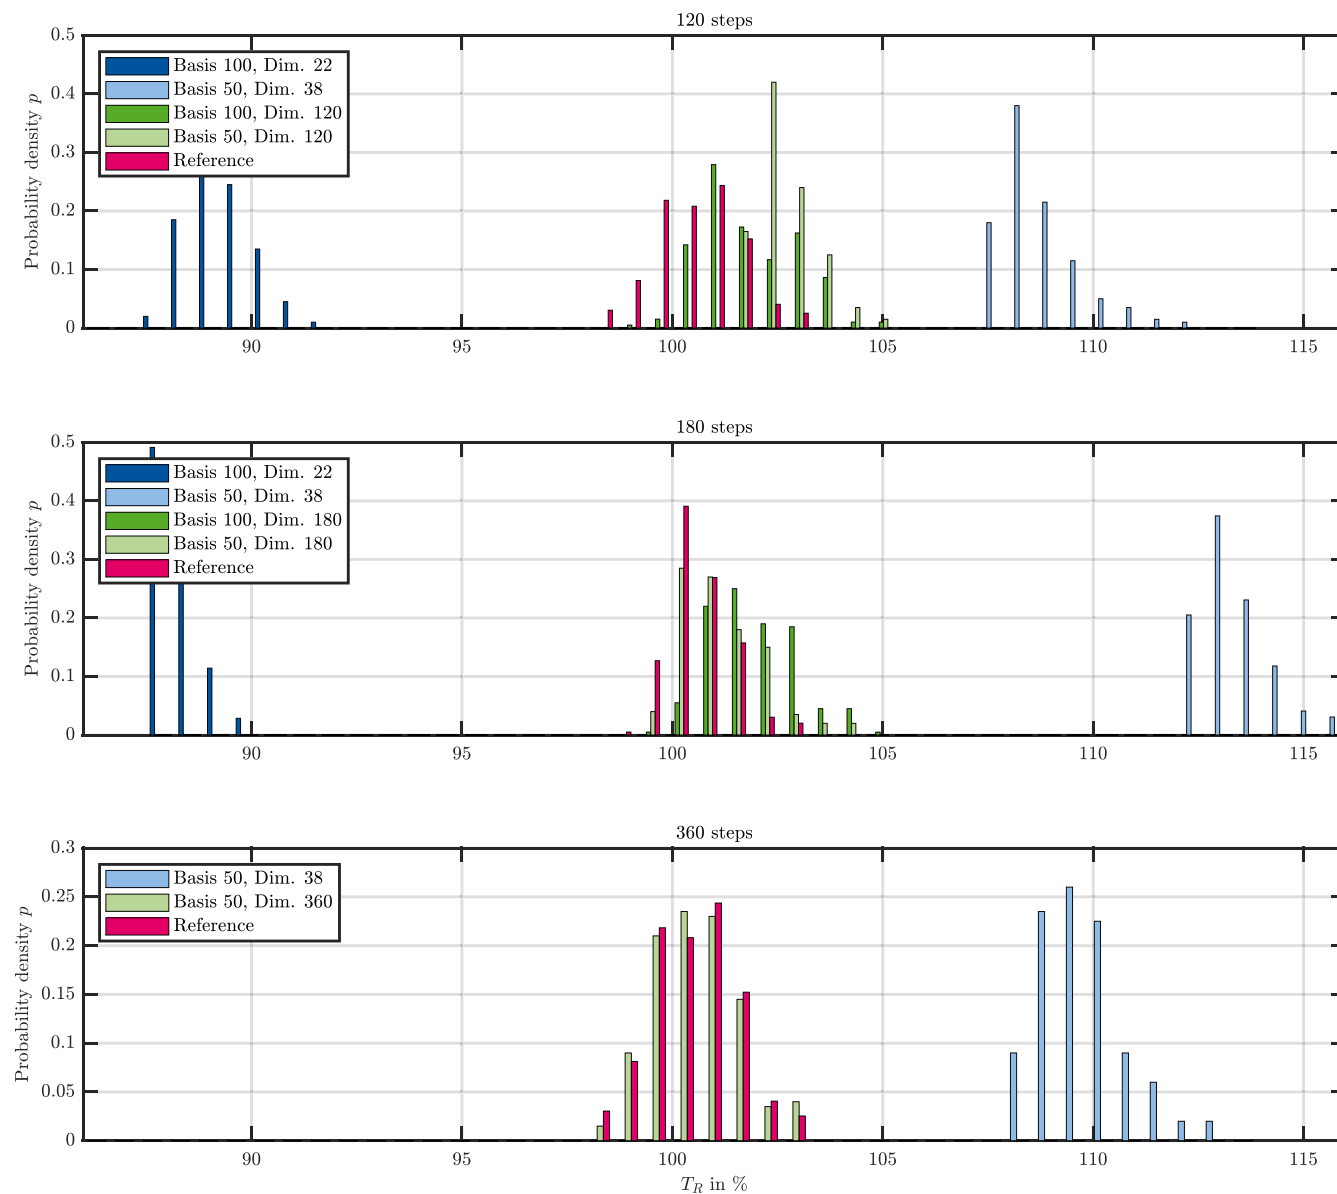 120 steps
Probability density p
0.5
0.4
0.3
0.2
0.1
0
Basis 100, Dim. 22
Basis 50, Dim. 38
Basis 100, Dim. 120
Basis 50, Dim. 120
Reference
90 95 100 105 110 115
180 steps
Probability density p
0.5
0.4
0.3
0.2
0.1
0
Basis 100, Dim. 22
Basis 50, Dim. 38
Basis 100, Dim. 180
Basis 50, Dim. 180
Reference
90 95 100 105 110 115
360 steps
Probability density p
0.3
0.25
0.2
0.15
0.1
0.05
0
Basis 50, Dim. 38
Basis 50, Dim. 360
Reference
90 95 100 105 110 115
T_R in %